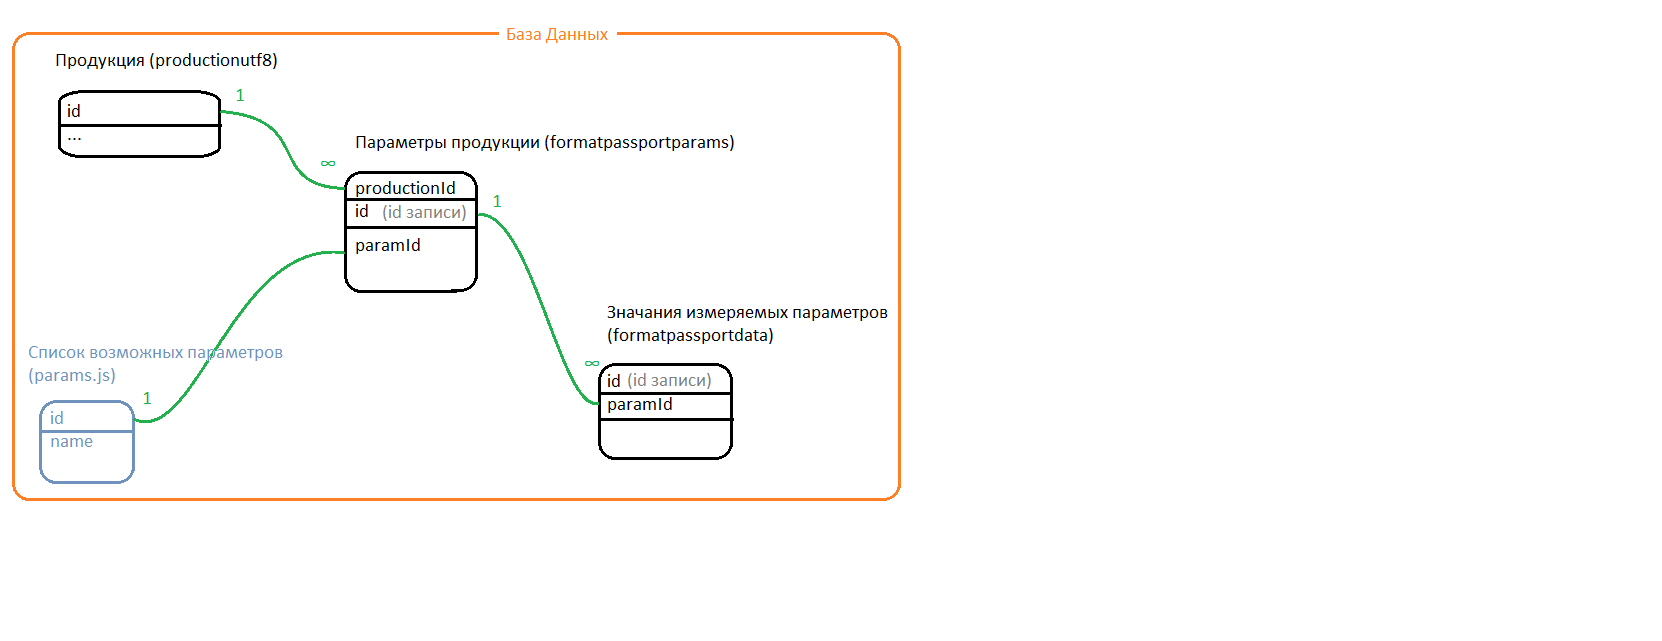 База Данных
Продукция (productionutf8)
1
id
...
Параметры продукции (formatpassportparams)
∞
productionId
1
id (id записи)
paramId
Значания измеряемых параметров
(formatpassportdata)
Список возможных параметров
(params.js)
∞
id (id записи)
1
paramId
id
name